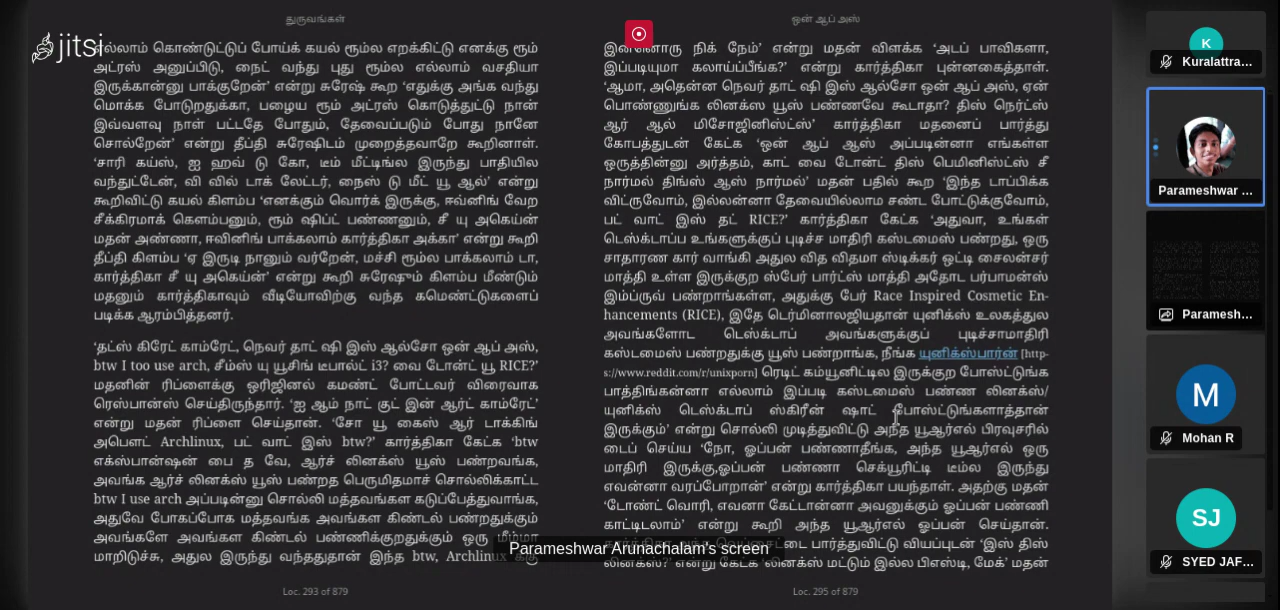 jitsi
துருவங்கள்
எல்லாம் கொண்டுட்டுப் போய்க் கயல் ரூம்ல எறக்கிட்டு எனக்கு ரூம்
அட்ரஸ் அனுப்பிடு, நைட் வந்து புது ரூம்ல எல்லாம் வசதியா
இருக்கான்னு பாக்குறேன்’ என்று சுரேஷ் கூற ‘எதுக்கு அங்க வந்து
மொக்க போடுறதுக்கா, பழைய ரூம் அட்ரஸ் கொடுத்துட்டு நான்
இவ்வளவு நாள் பட்டதே போதும், தேவைப்படும் போது நானே
சொல்றேன்’ என்று தீப்தி சுரேஷிடம் முறைத்தவாறே கூறினாள்.
‘சாரி கய்ஸ், ஐ ஹவ் டு கோ, டீம் மீட்டிங்ல இருந்து பாதியில
வந்துட்டேன், வி வில் டாக் லேட்டர், நைஸ் டு மீட் யூ ஆல்’ என்று
கூறிவிட்டு கயல் கிளம்ப ‘எனக்கும் வொர்க் இருக்கு, ஈவ்னிங் வேற
சீக்கிரமாக் கெளம்பனும், ரூம் ஷிப்ட் பண்ணனும், சீ யு அகெய்ன்
மதன் அண்ணா, ஈவினிங் பாக்கலாம் கார்த்திகா அக்கா’ என்று கூறி
தீப்தி கிளம்ப ‘ஏ இருடி நானும் வர்றேன், மச்சி ரூம்ல பாக்கலாம் டா,
கார்த்திகா சீ யு அகெய்ன்’ என்று கூறி சுரேஷும் கிளம்ப மீண்டும்
மதனும் கார்த்திகாவும் வீடியோவிற்கு வந்த கமெண்ட்டுகளைப்
படிக்க ஆரம்பித்தனர்.
‘தட்ஸ் கிரேட் காம்ரேட், நெவர் தாட் ஷி இஸ் ஆல்சோ ஒன் ஆப் அஸ்,
btw I too use arch, சீம்ஸ் யு யூசிங் டீபால்ட் i3? வை டோன்ட் யூ RICE?’
மதனின் ரிப்ளைக்கு ஒரிஜினல் கமண்ட் போட்டவர் விரைவாக
ரெஸ்பான்ஸ் செய்திருந்தார். ‘ஐ ஆம் நாட் குட் இன் ஆர்ட் காம்ரேட்’
என்று மதன் ரிப்ளை செய்தான். ‘சோ யூ கைஸ் ஆர் டாக்கிங்
அபௌட் Archlinux, பட் வாட் இஸ் btw?’ கார்த்திகா கேட்க ‘btw
எக்ஸ்பான்ஷன் பை த வே, ஆர்ச் லினக்ஸ் யூஸ் பண்றவங்க,
அவங்க ஆர்ச் லினக்ஸ் யூஸ் பண்றத பெருமிதமாச் சொல்லிக்காட்ட
btw I use arch அப்படின்னு சொல்லி மத்தவங்கள கடுப்பேத்துவாங்க,
அதுவே போகப்போக மத்தவங்க அவங்கள கிண்டல் பண்றதுக்கும்
அவங்களே அவங்கள கிண்டல் பண்ணிக்குறதுக்கும் ஒரு மீம்மா
மாறிடுச்சு, அதுல இருந்து வந்ததுதான் இந்த btw, Archlinux க்கு
Loc. 293 of 879
ஒன் ஆப் அஸ்
இன்னொரு நிக் நேம்’ என்று மதன் விளக்க ‘அடப் பாவிகளா,
இப்படியுமா கலாய்ப்பீங்க?’ என்று கார்த்திகா புன்னகைத்தாள்.
‘ஆமா, அதென்ன நெவர் தாட் ஷி இஸ் ஆல்சோ ஒன் ஆப் அஸ், ஏன்
பொண்ணுங்க லினக்ஸ யூஸ் பண்ணவே கூடாதா? திஸ் நெர்ட்ஸ்
ஆர் ஆல் மிசோஜினிஸ்ட்ஸ்’ கார்த்திகா மதனைப் பார்த்து
கோபத்துடன் கேட்க ‘ஒன் ஆப் ஆஸ் அப்படின்னா எங்கள்ள
ஒருத்தின்னு அர்த்தம், காட் வை டோன்ட் திஸ் பெமினிஸ்ட்ஸ் சீ
நார்மல் திங்ஸ் ஆஸ் நார்மல்’ மதன் பதில் கூற ‘இந்த டாப்பிக்க
விட்ருவோம், இல்லன்னா தேவையில்லாம சண்ட போட்டுக்குவோம்,
பட் வாட் இஸ் தட் RICE?’ கார்த்திகா கேட்க ‘அதுவா, உங்கள்
டெஸ்க்டாப்ப உங்களுக்குப் புடிச்ச மாதிரி கஸ்டமைஸ் பண்றது, ஒரு
சாதாரண கார் வாங்கி அதுல வித விதமா ஸ்டிக்கர் ஒட்டி சைலன்சர்
மாத்தி உள்ள இருக்குற ஸ்பேர் பார்ட்ஸ் மாத்தி அதோட பர்பாமன்ஸ்
இம்ப்ருவ் பண்றாங்கள்ள, அதுக்கு பேர் Race Inspired Cosmetic En-
hancements (RICE), இதே டெர்மினாலஜியதான் யுனிக்ஸ் உலகத்துல
அவங்களோட டெஸ்க்டாப் அவங்களுக்குப் புடிச்சாமாதிரி
கஸ்டமைஸ் பண்றதுக்கு யூஸ் பண்றாங்க, நீங்க யுனிக்ஸ்பார்ன் [http-
s://www.reddit.com/r/unixporn] ரெடிட் கம்யூனிட்டில இருக்குற போஸ்ட்டுங்க
பாத்திங்கன்னா எல்லாம் இப்படி கஸ்டமைஸ் பண்ண லினக்ஸ்/
யுனிக்ஸ் டெஸ்க்டாப் ஸ்கிரீன் ஷாட் போஸ்ட்டுங்களாத்தான்
இருக்கும்’ என்று சொல்லி முடித்துவிட்டு அந்த யூஆர்எல் பிரவுசரில்
டைப் செய்ய ‘நோ, ஓப்பன் பண்ணாதீங்க, அந்த யூஆர்எல் ஒரு
மாதிரி இருக்கு,ஓப்பன் பண்ணா செக்யூரிட்டி டீம்ல இருந்து
எவன்னா வரப்போறான்’ என்று கார்த்திகா பயந்தாள். அதற்கு மதன்
‘டோண்ட் வொரி, எவனா கேட்டான்னா அவனுக்கும் ஓப்பன் பண்ணி
காட்டிடலாம்’ என்று கூறி அந்த யூஆர்எல் ஓப்பன் செய்தான்.
கார்த்திகா அந்த வெப்சைட்டை பார்த்துவிட்டு வியப்புடன் ‘இஸ் திஸ்
லினக்ஸ்?’ என்று கேட்க ‘லினக்ஸ் மட்டும் இல்ல பிஎஸ்டி, மேக்’ மதன்
Loc. 295 of 879
Parameshwar Arunachalam's screen
K
Kuralattra...
Parameshwar ...
Paramesh...
M
Mohan R
SJ
SYED JAF...